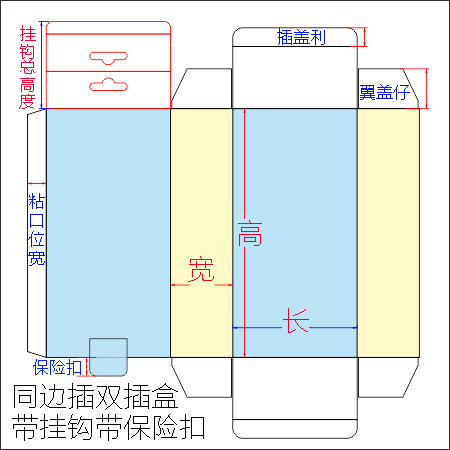 插盖利
挂钩总高度
翼盖仔
粘口位宽
高
宽
长
保险扣
同边插双插盒
带挂钩带保险扣